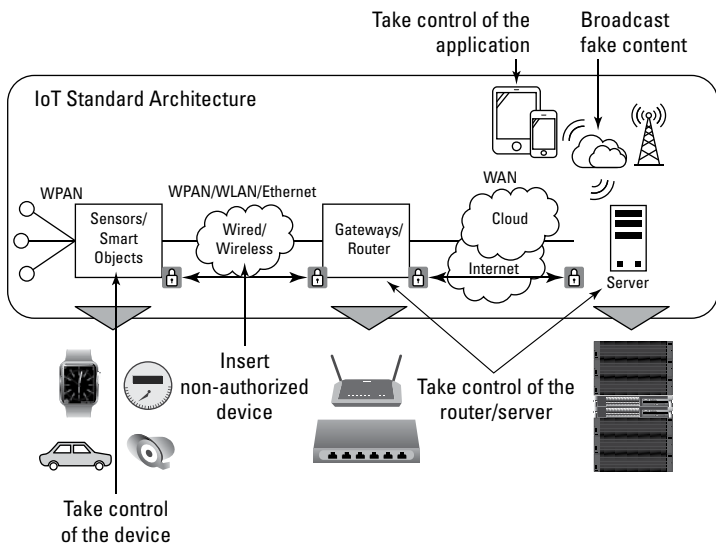 Take control of the
application
Broadcast
fake content
IoT Standard Architecture
WPAN
WPAN/WLAN/Ethernet
WAN
Sensors/
Smart
Objects
Wired/
Wireless
Gateways/
Router
Cloud
Internet
Server
Insert
non-authorized
device
Take control of the
router/server
Take control
of the device